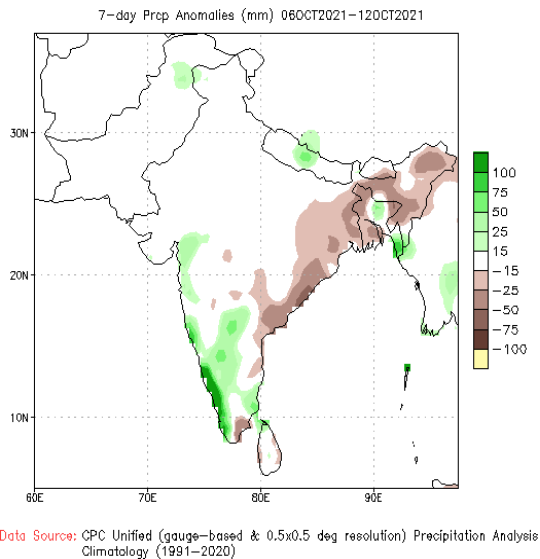 7-day Prcp Anomalies (mm) 06OCT2021-12OCT2021
30N
20N
10N
60E
70E
80E
90E
100
75
50
25
15
-15
-25
-50
-75
-100
Data Source: CPC Unified (gauge-based & 0.5x0.5 deg resolution) Precipitation Analysis
Climatology (1991-2020)